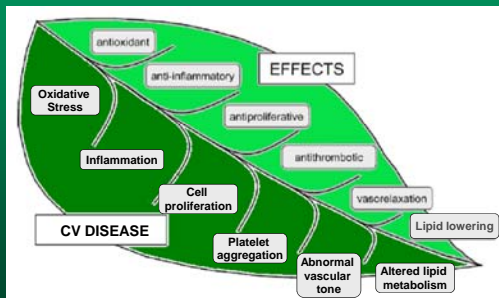 antioxidant
anti-inflammatory
EFFECTS
Oxidative
Stress
antiproliferative
Inflammation
antithrombotic
Cell
proliferation
vasorelaxation
CV DISEASE
Lipid lowering
Platelet
aggregation
Abnormal
vascular
tone
Altered lipid
metabolism